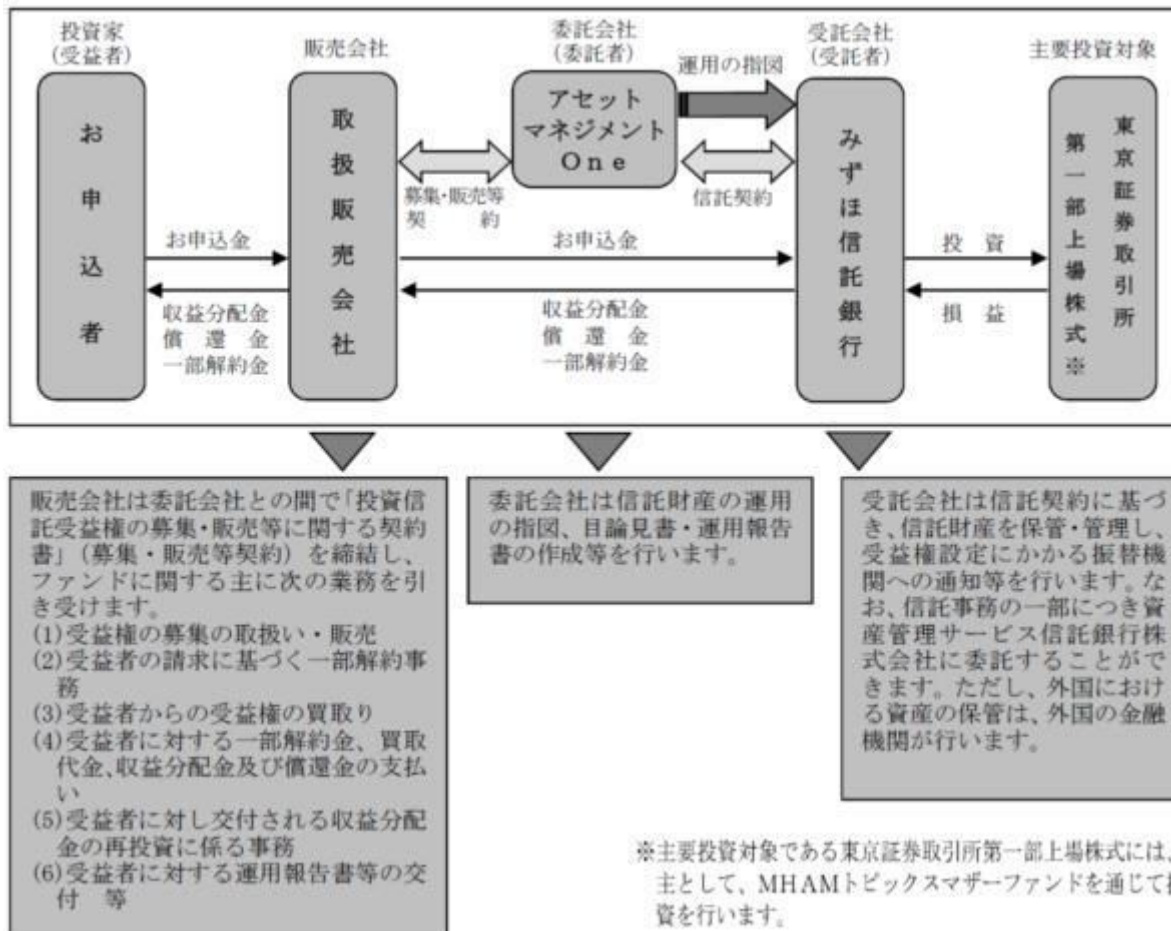 投資家
(受益者)
販売会社
委託会社
(委託者)
受託会社
(受託者)
主要投資対象
運用の指図
お申込者
取扱販売会社
アセット
マネジメント
One
みずほ信託銀行
東京証券取引所
第一部上場株式※
募集・販売等
契 約
信託契約
お申込金
お申込金
投 資
収益分配金
償 還 金
一部解約金
収益分配金
償 還 金
一部解約金
損 益
販売会社は委託会社との間で「投資信
託受益権の募集・販売等に関する契約
書」(募集・販売等契約)を締結し、
ファンドに関する主に次の業務を引
き受けます。
(1)受益権の募集の取扱い・販売
(2)受益者の請求に基づく一部解約事
務
(3)受益者からの受益権の買取り
(4)受益者に対する一部解約金、買取
代金、収益分配金及び償還金の支払
い
(5)受益者に対し交付される収益分配
金の再投資に係る事務
(6)受益者に対する運用報告書等の交
付 等
委託会社は信託財産の運用
の指図、目論見書・運用報告
書の作成等を行います。
受託会社は信託契約に基づ
き、信託財産を保管・管理し、
受益権設定にかかる振替機
関への通知等を行います。な
お、信託事務の一部につき資
産管理サービス信託銀行株
式会社に委託することがで
きます。ただし、外国におけ
る資産の保管は、外国の金融
機関が行います。
※主要投資対象である東京証券取引所第一部上場株式には、
主として、MHAMトピックスマザーファンドを通じて
資を行います。